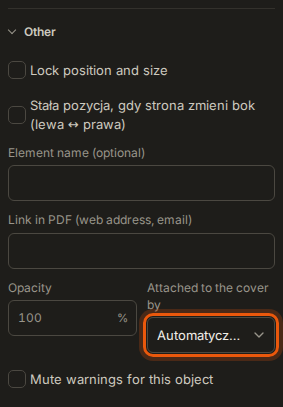 Other
Lock position and size
Stała pozycja, gdy strona zmieni bok
(lewa ↔ prawa)
Element name (optional)
Link in PDF (web address, email)
Opacity
Attached to the cover
by
100 %
Automatycz...
Mute warnings for this object